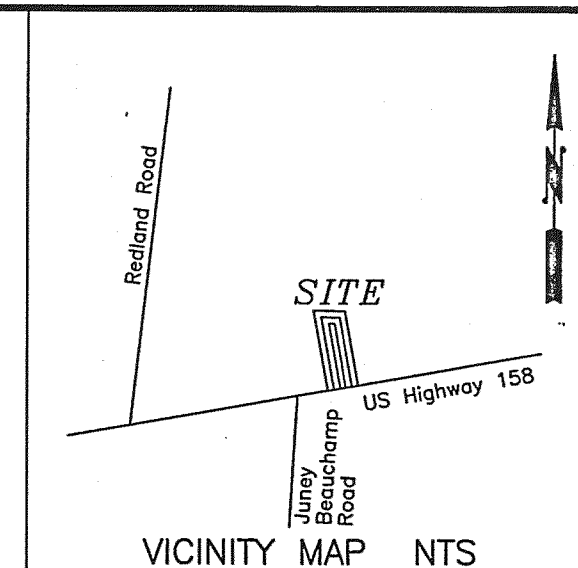 Redland Road
N
SITE
US Highway 158
Juney
Beauchamp
Road
VICINITY MAP NTS